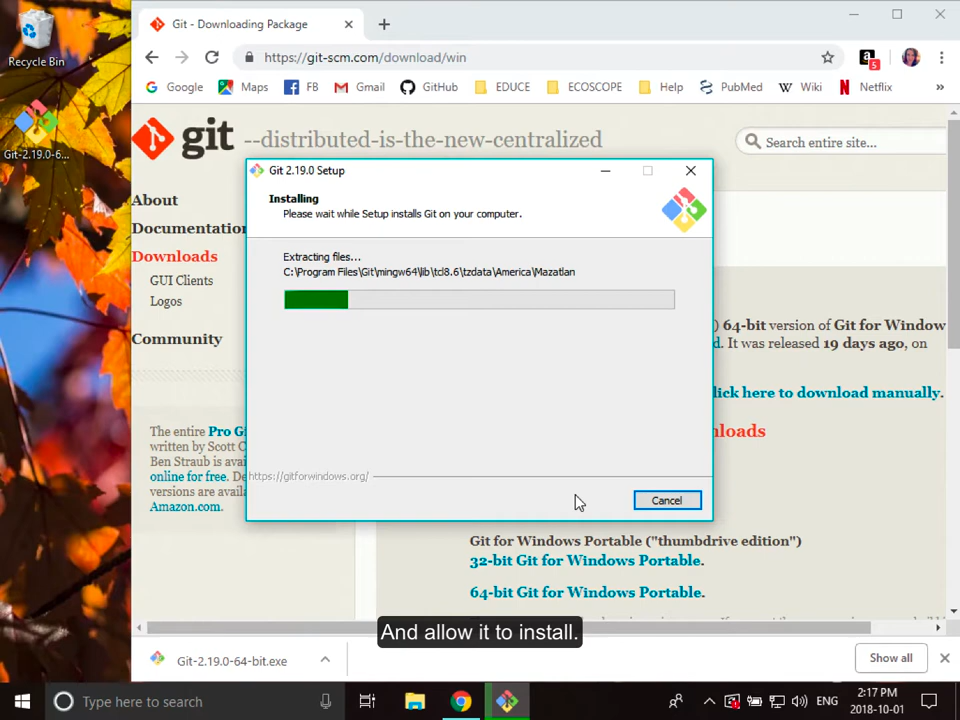 Recycle Bin
Git-2.19.0-6...
Git - Downloading Package
https://git-scm.com/download/win
5
Google
Maps
FB
Gmail
GitHub
EDUCE
ECOSCOPE
Help
PubMed
Wiki
Netflix
»
git --distributed-is-the-new-centralized
Search entire site...
About
Documentation
Downloads
GUI Clients
Logos
Community
The entire Pro Gi
written by Scott C
Ben Straub is avai
online for free. De
versions are availa
Amazon.com.
Git 2.19.0 Setup
Installing
Please wait while Setup installs Git on your computer.
Extracting files...
C:\Program Files\Git\mingw64\lib\tcl8.6\tzdata\America\Mazatlan
https://gitforwindows.org/
Cancel
) 64-bit version of Git for Window
d. It was released 19 days ago, on
lick here to download manually.
nloads
Git for Windows Portable ("thumbdrive edition")
32-bit Git for Windows Portable.
64-bit Git for Windows Portable.
And allow it to install.
Git-2.19.0-64-bit.exe
Show all
Type here to search
ENG
2:17 PM
2018-10-01